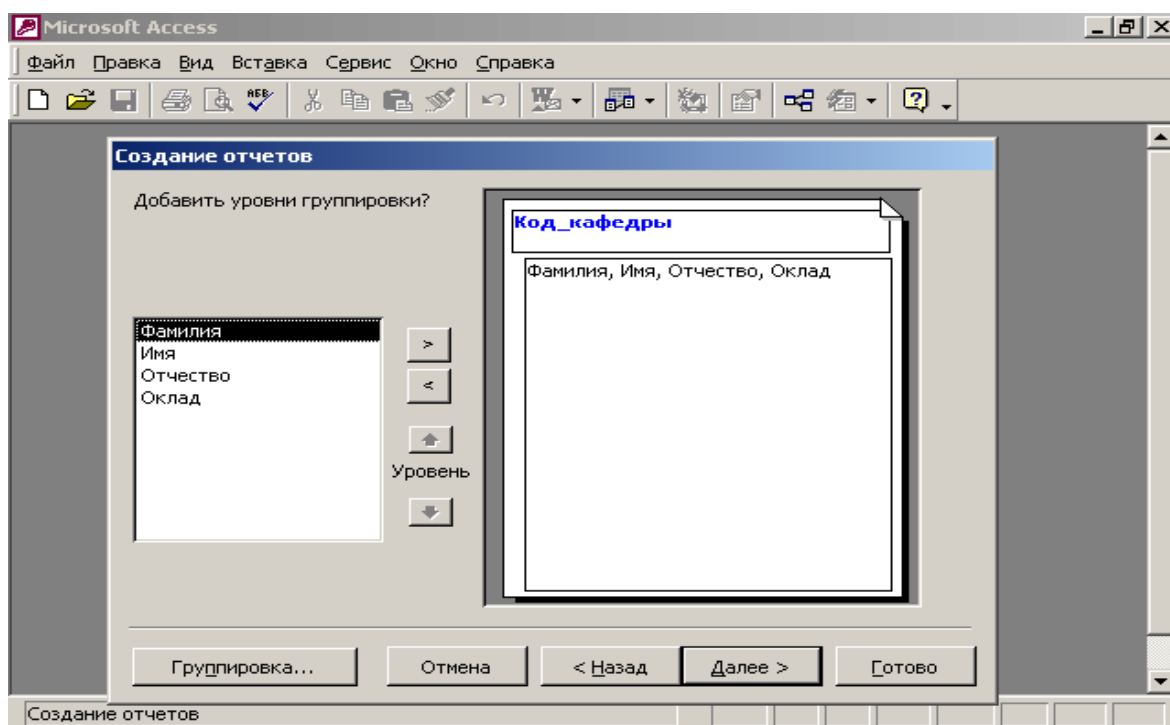 Microsoft Access
Файл Правка Вид Вставка Сервис Окно Справка
Создание отчетов
Добавить уровни группировки?
Код_кафедры
Фамилия, Имя, Отчество, Оклад
Фамилия
Имя
Отчество
Оклад
>
<
Уровень
Группировка... Отмена < Назад Далее > Готово
Создание отчетов